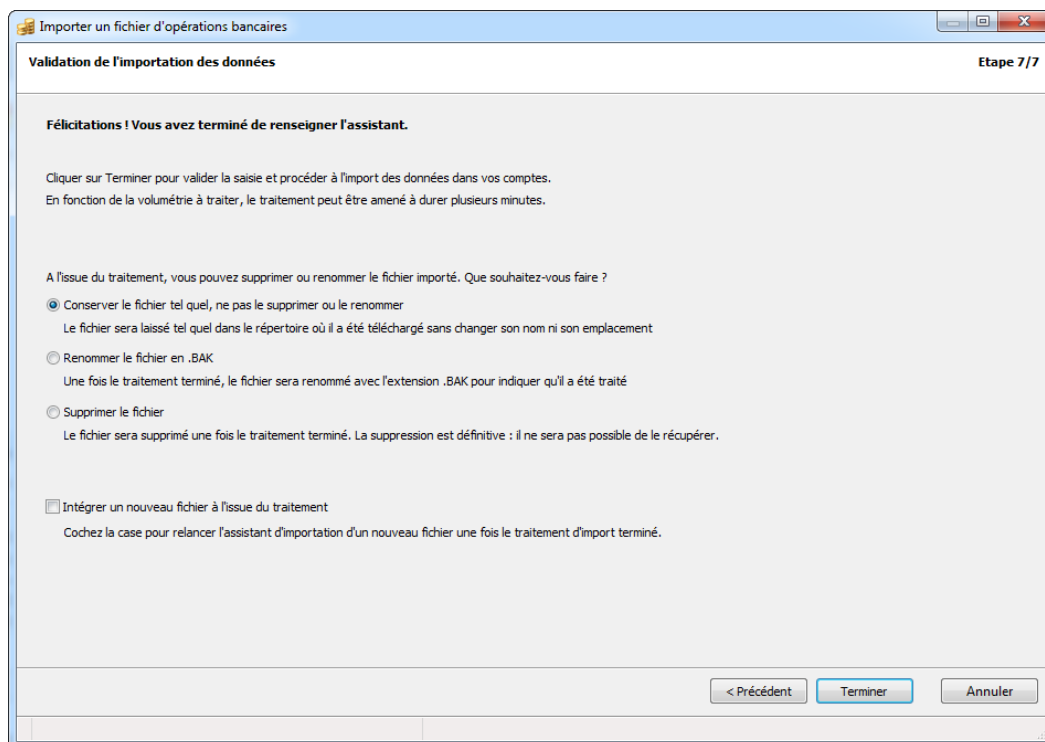 Importer un fichier d'opérations bancaires
Validation de l'importation des données
Etape 7/7
Félicitations ! Vous avez terminé de renseigner l'assistant.
Cliquer sur Terminer pour valider la saisie et procéder à l'import des données dans vos comptes.
En fonction de la volumétrie à traiter, le traitement peut être amené à durer plusieurs minutes.
A l'issue du traitement, vous pouvez supprimer ou renommer le fichier importé. Que souhaitez-vous faire ?
Conserver le fichier tel quel, ne pas le supprimer ou le renommer
Le fichier sera laissé tel quel dans le répertoire où il a été téléchargé sans changer son nom ni son emplacement
Renommer le fichier en .BAK
Une fois le traitement terminé, le fichier sera renommé avec l'extension .BAK pour indiquer qu'il a été traité
Supprimer le fichier
Le fichier sera supprimé une fois le traitement terminé. La suppression est définitive : il ne sera pas possible de le récupérer.
Intégrer un nouveau fichier à l'issue du traitement
Cochez la case pour relancer l'assistant d'importation d'un nouveau fichier une fois le traitement d'import terminé.
< Précédent
Terminer
Annuler